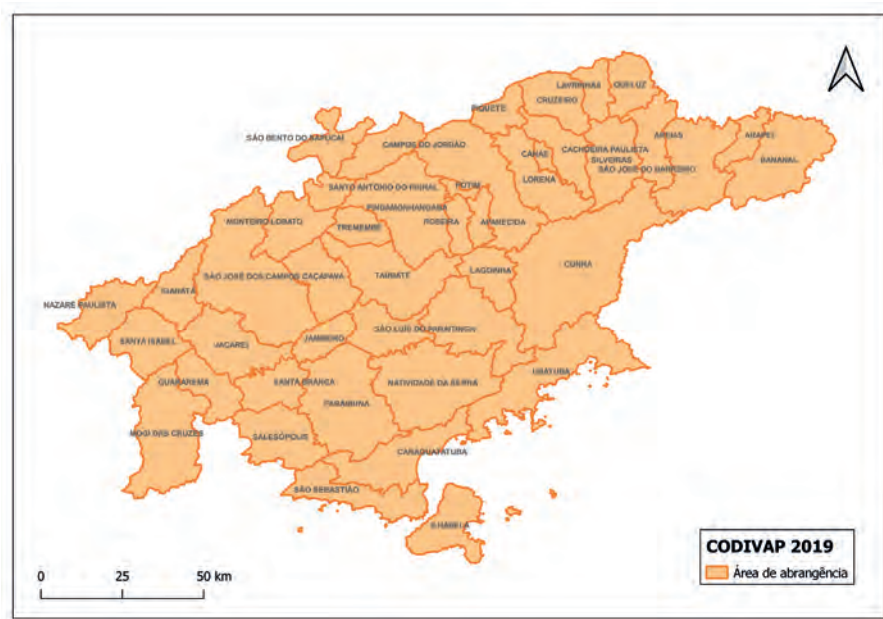 LAVRINHAS
QUELUZ
PIQUETE
CRUZEIRO
SÃO BENTO DO SAPUCAÍ
CAMPOS DO JORDÃO
CANAS
CACHOEIRA PAULISTA
AREIAS
ARAPEÍ
BANANAL
SILVEIRAS
SÃO JOSÉ DO BARREIRO
LORENA
SANTO ANTONIO DO PINHAL
POTIM
PINDAMONHANGABA
MONTEIRO LOBATO
TREMEMBÉ
ROSEIRA
APARECIDA
SÃO JOSÉ DOS CAMPOS
CAÇAPAVA
TAUBATÉ
LAGOINHA
CUNHA
IGARATÁ
NAZARÉ PAULISTA
SANTA ISABEL
JACAREÍ
JAMBEIRO
SÃO LUÍS DO PARAITINGA
GUARAREMA
SANTA BRANCA
NATIVIDADE DA SERRA
UBATUBA
PARAIBUNA
MOGI DAS CRUZES
SALESÓPOLIS
CARAGUATATUBA
SÃO SEBASTIÃO
ILHABELA
CODIVAP 2019
Área de abrangência
0 25 50 km